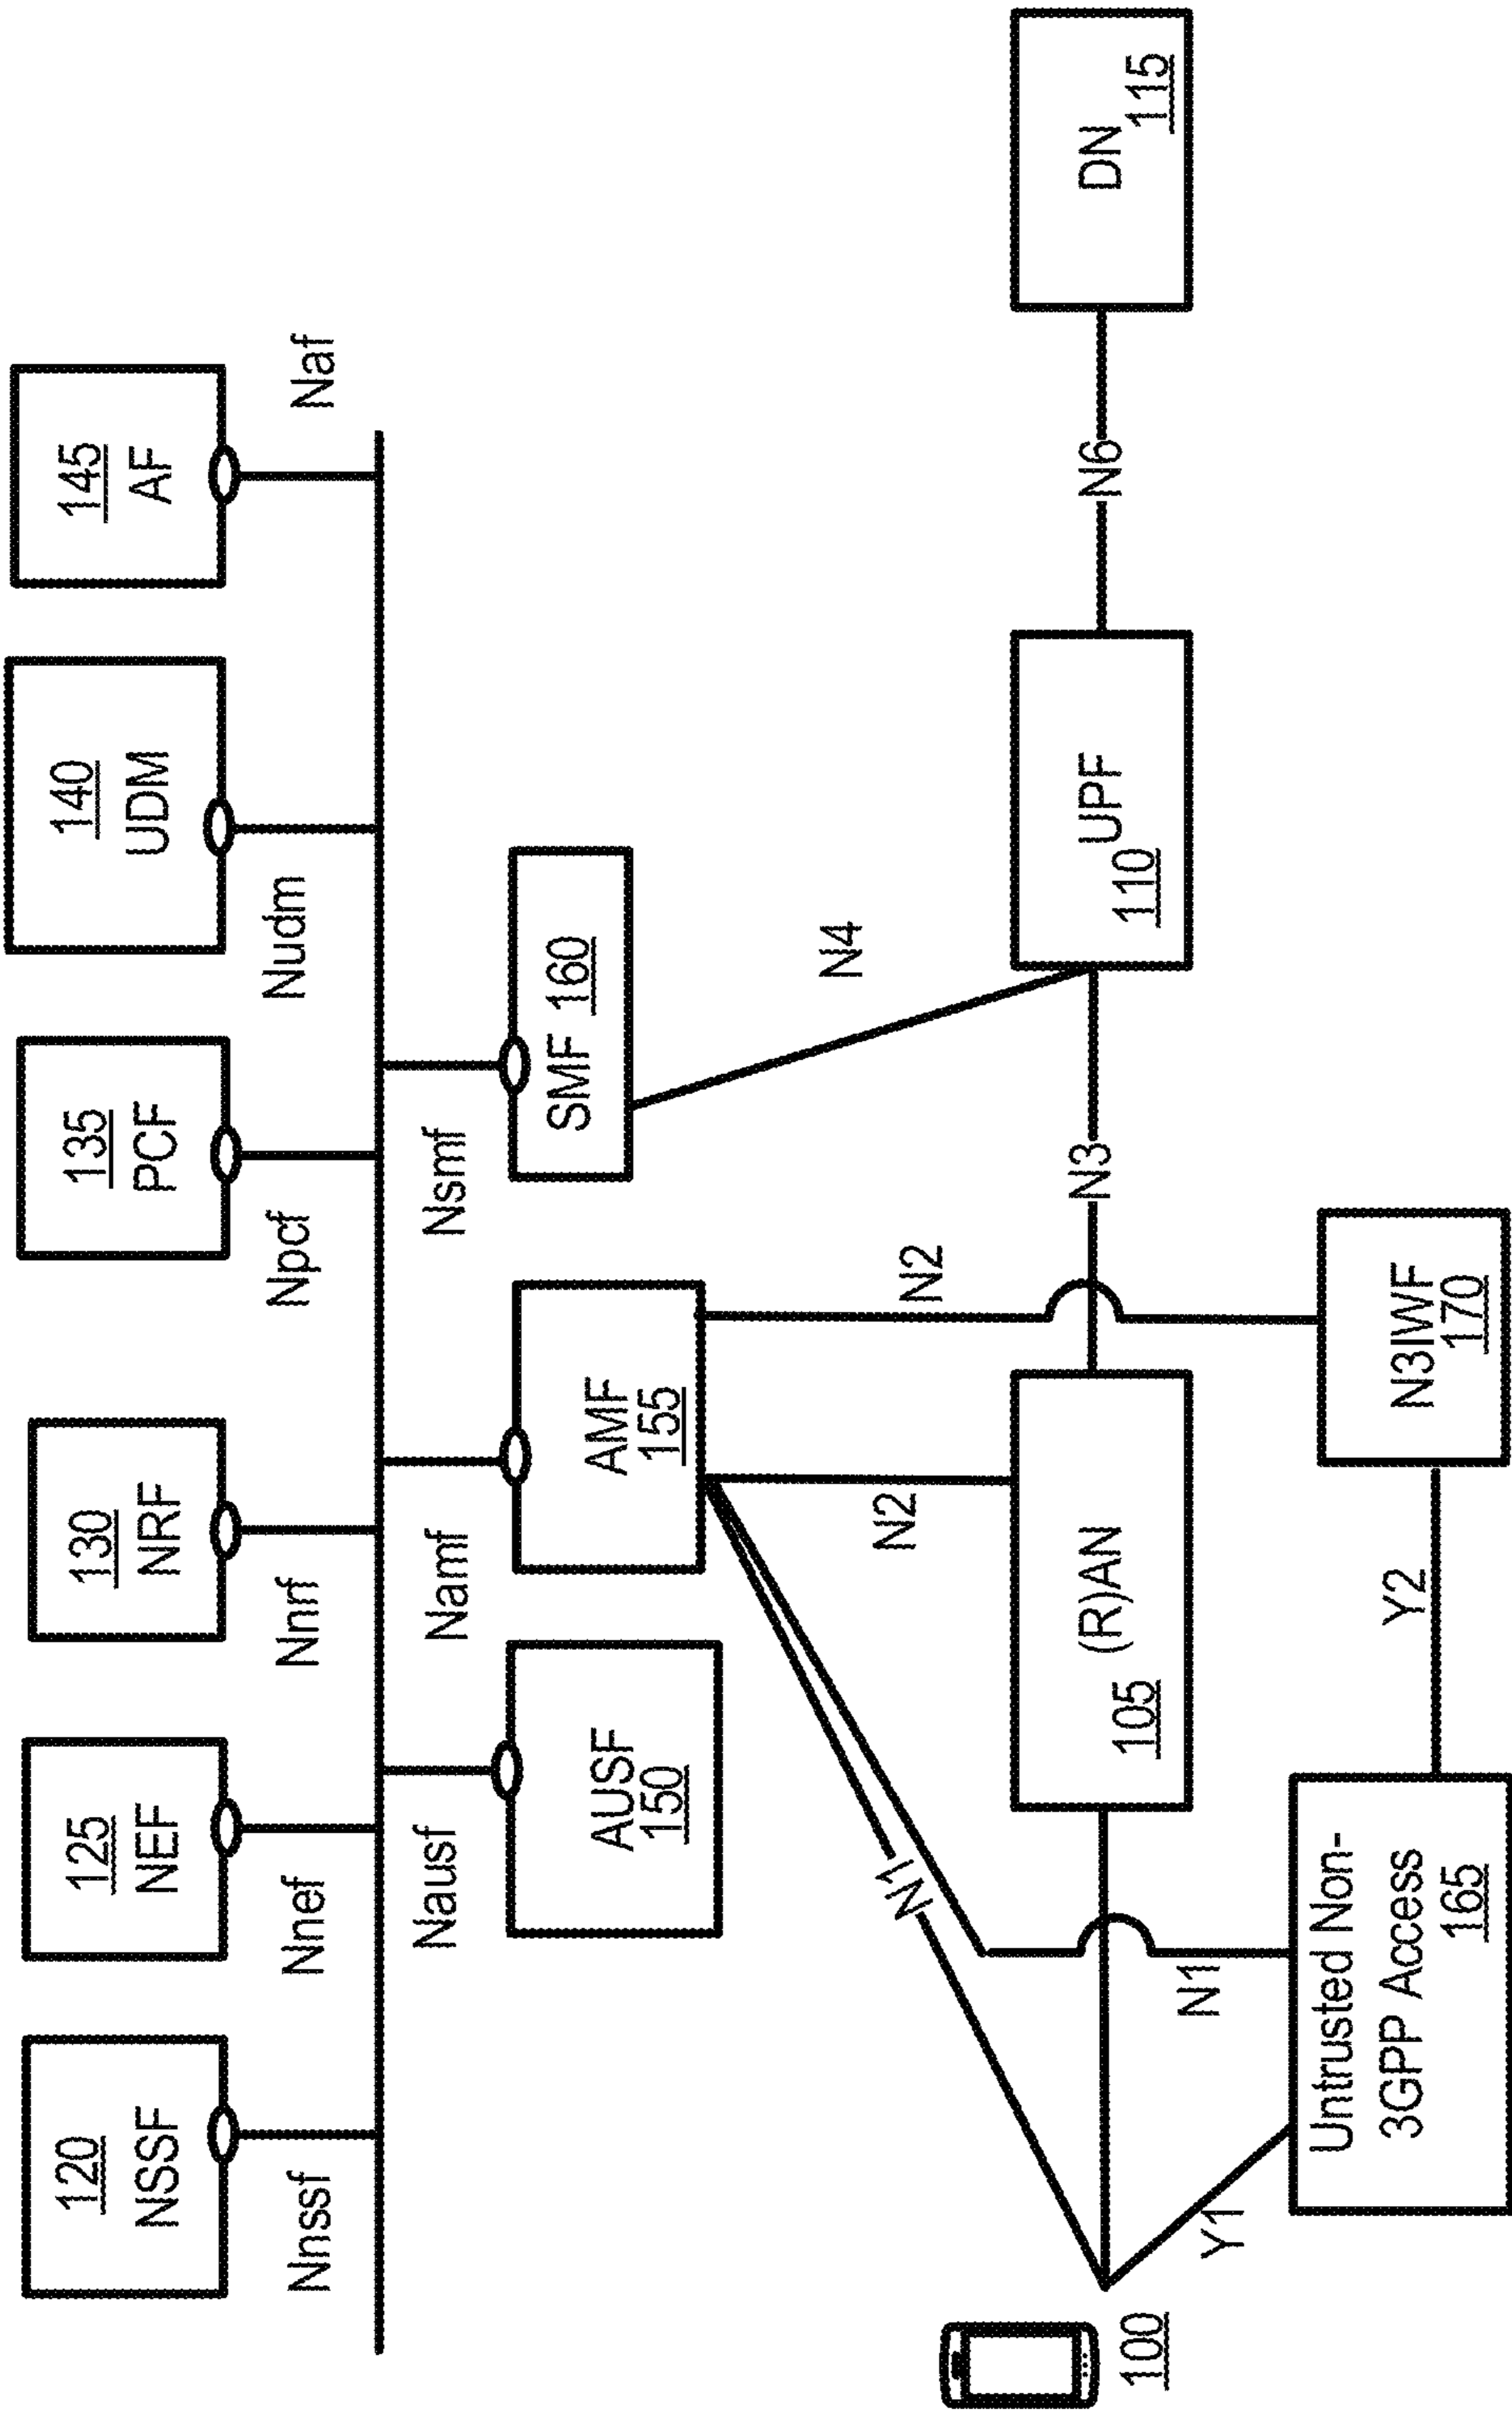 120
NSSF
125
NEF
130
NRF
135
PCF
140
UDM
145
AF
Nnssf
Nnef
Nnrf
Npcf
Nudm
Naf
Nausf
Namf
Nsmf
AUSF
150
AMF
155
SMF 160
N1
N2
N2
N4
100
(R)AN
105
N3
UPF
110
N6
DN
115
Y1
N1
Untrusted Non-
3GPP Access
165
Y2
N3IWF
170